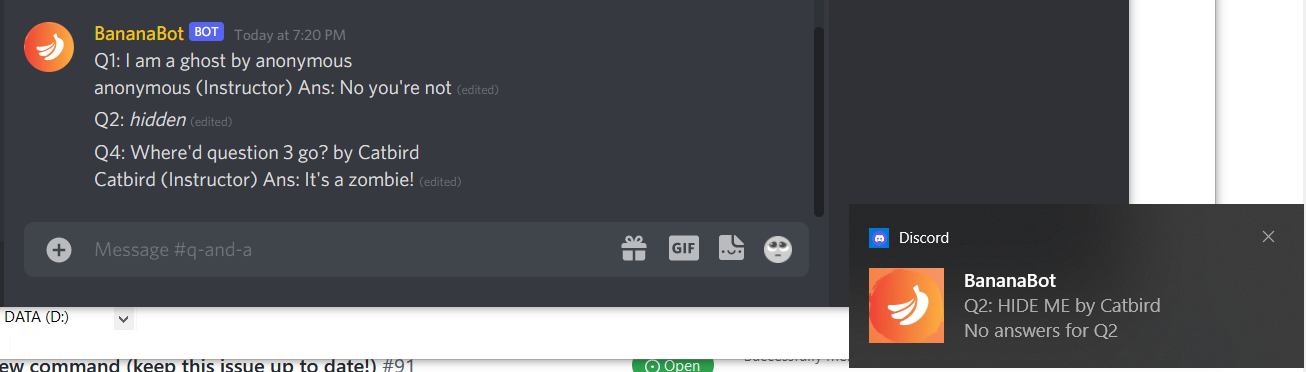 BananaBot BOT Today at 7:20 PM
Q1: I am a ghost by anonymous
anonymous (Instructor) Ans: No you're not (edited)
Q2: hidden (edited)
Q4: Where'd question 3 go? by Catbird
Catbird (Instructor) Ans: It's a zombie! (edited)
Message #q-and-a
GIF
Discord
BananaBot
Q2: HIDE ME by Catbird
No answers for Q2
DATA (D:)
ew command (keep this issue up to date!) #91
Open